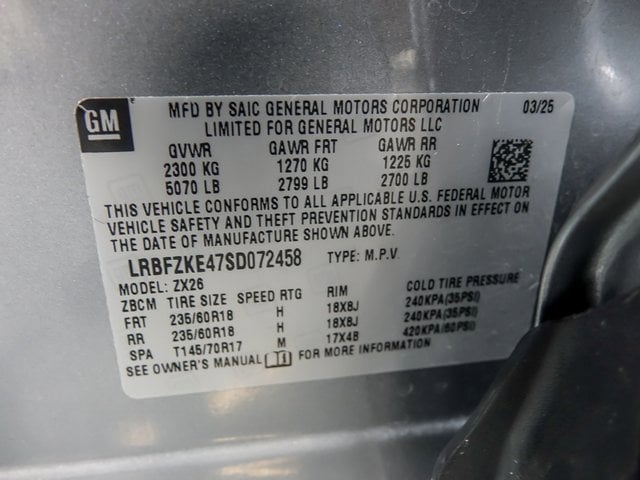 GM
MFD BY SAIC GENERAL MOTORS CORPORATION 03/25
LIMITED FOR GENERAL MOTORS LLC
GVWR GAWR FRT GAWR RR
2300 KG 1270 KG 1225 KG
5070 LB 2799 LB 2700 LB
THIS VEHICLE CONFORMS TO ALL APPLICABLE U.S. FEDERAL MOTOR
VEHICLE SAFETY AND THEFT PREVENTION STANDARDS IN EFFECT ON
THE DATE OF MANUFACTURE SHOWN ABOVE.
LRBFZKE47SD072458 TYPE: M.P.V.
MODEL: ZX26
ZBCM TIRE SIZE SPEED RTG RIM COLD TIRE PRESSURE
FRT 235/60R18 H 18X8J 240KPA(35PSI)
RR 235/60R18 H 18X8J 240KPA(35PSI)
SPA T145/70R17 M 17X4B 420KPA(60PSI)
SEE OWNER'S MANUAL FOR MORE INFORMATION